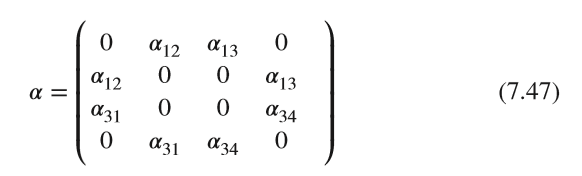 0 α12 α13 0
α12 0 0 α13
α = (7.47)
α31 0 0 α34
0 α31 α34 0